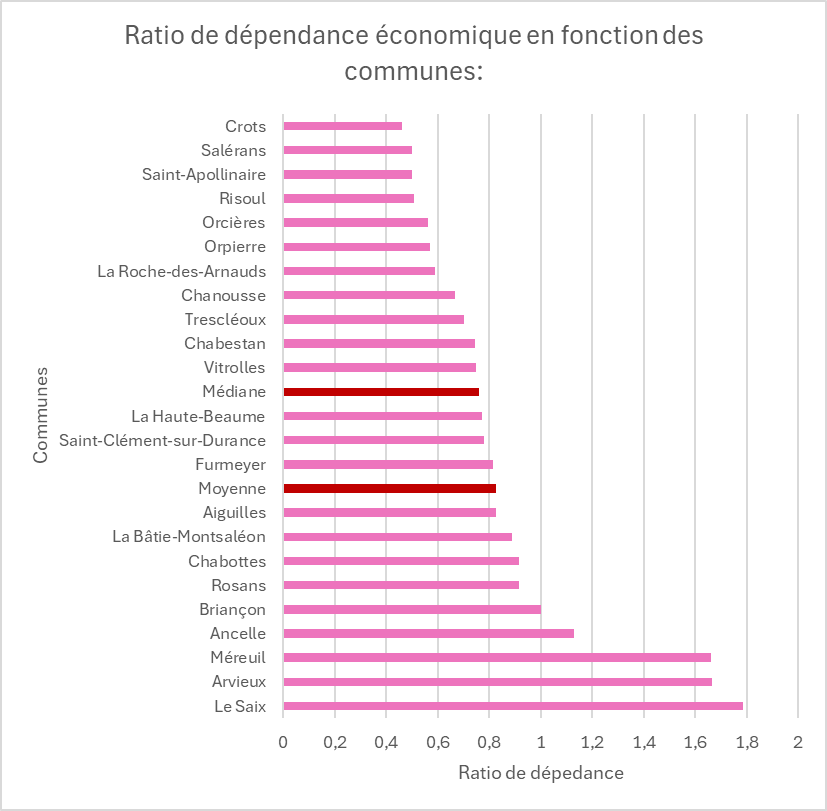 Ratio de dépendance économique en fonction des
communes:
Communes
Crots
Salérans
Saint-Apollinaire
Risoul
Orcières
Orpierre
La Roche-des-Arnauds
Chanousse
Trescléoux
Chabestan
Vitrolles
Médiane
La Haute-Beaume
Saint-Clément-sur-Durance
Furmeyer
Moyenne
Aiguilles
La Bâtie-Montsaléon
Chabottes
Rosans
Briançon
Ancelle
Méreuil
Arvieux
Le Saix
0 0,2 0,4 0,6 0,8 1 1,2 1,4 1,6 1,8 2
Ratio de dépedance